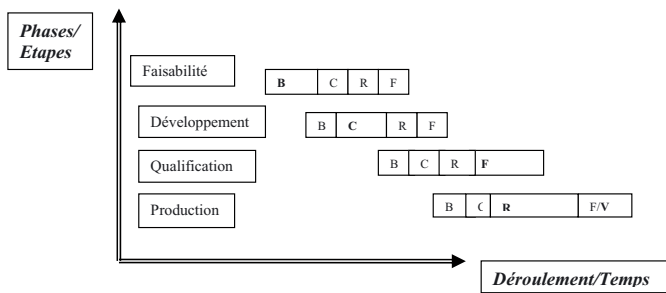 Phases/
Etapes
Faisabilité
B C R F
Développement
B C R F
Qualification
B C R F
Production
B C R F/V
Déroulement/Temps